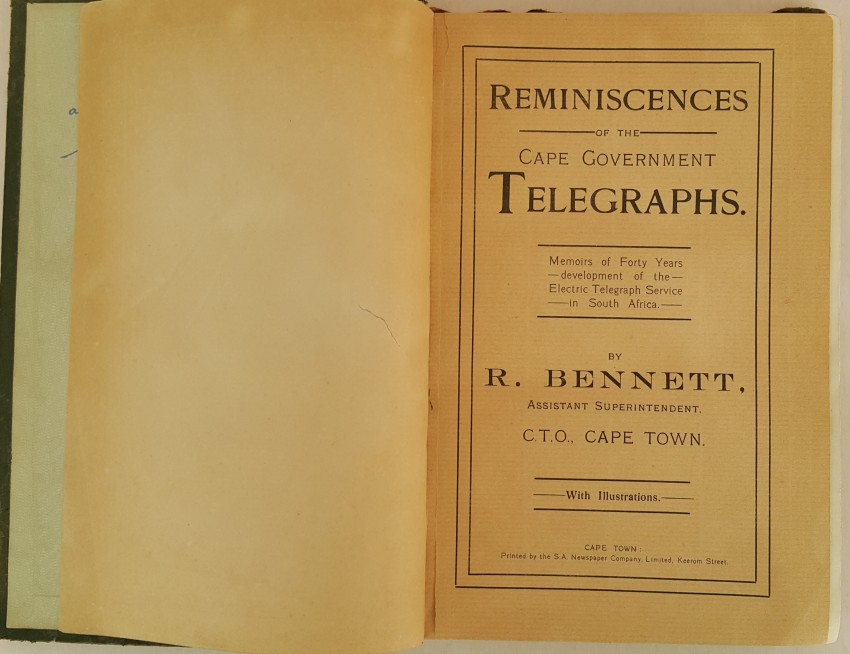 a
REMINISCENCES
OF THE
CAPE GOVERNMENT
TELEGRAPHS.
Memoirs of Forty Years
—development of the—
Electric Telegraph Service
—in South Africa.—
BY
R. BENNETT,
ASSISTANT SUPERINTENDENT,
C.T.O., CAPE TOWN.
—With Illustrations.—
CAPE TOWN:
Printed by the S.A. Newspaper Company, Limited, Keerom Street.